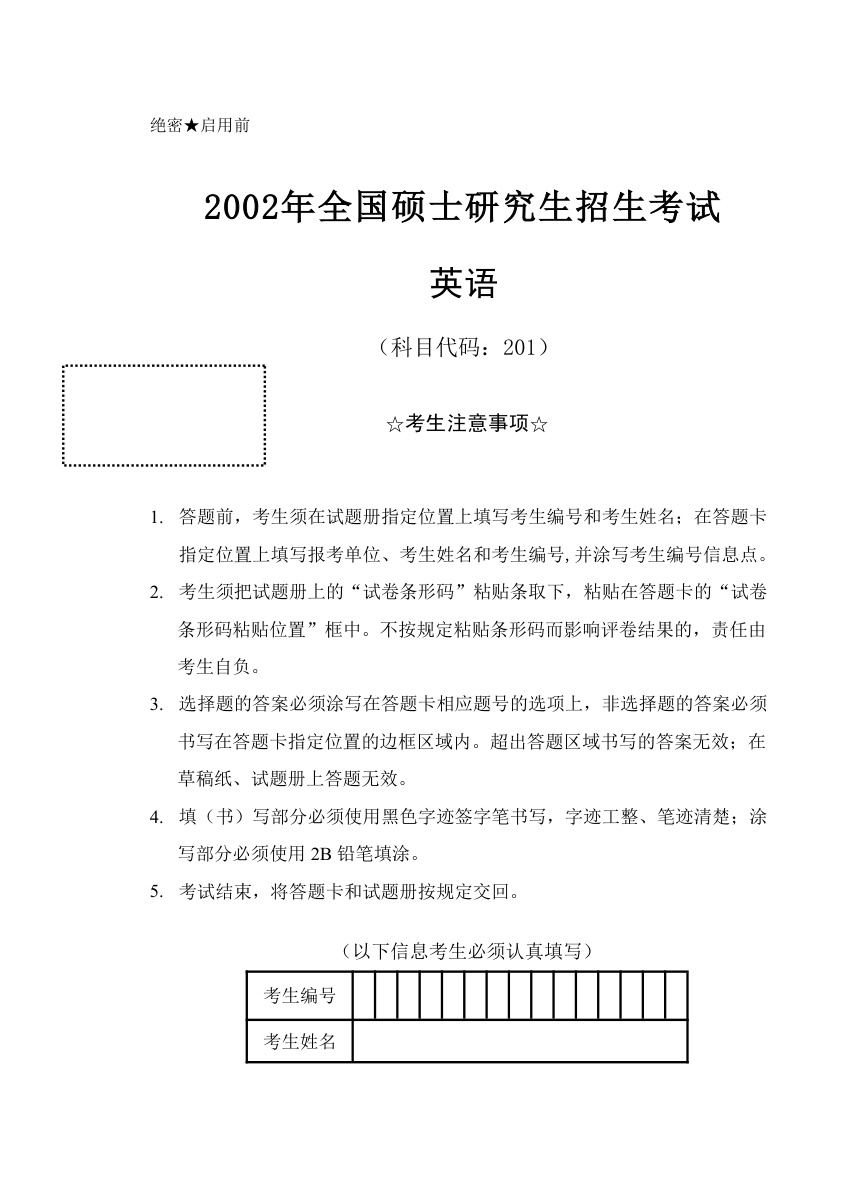 绝密★启用前
2002年全国硕士研究生招生考试
英语
（科目代码：201）
☆考生注意事项☆
1. 答题前，考生须在试题册指定位置上填写考生编号和考生姓名；在答题卡
指定位置上填写报考单位、考生姓名和考生编号,并涂写考生编号信息点。
2. 考生须把试题册上的“试卷条形码”粘贴条取下，粘贴在答题卡的“试卷
条形码粘贴位置”框中。不按规定粘贴条形码而影响评卷结果的，责任由
考生自负。
3. 选择题的答案必须涂写在答题卡相应题号的选项上，非选择题的答案必须
书写在答题卡指定位置的边框区域内。超出答题区域书写的答案无效；在
草稿纸、试题册上答题无效。
4. 填（书）写部分必须使用黑色字迹签字笔书写，字迹工整、笔迹清楚；涂
写部分必须使用 2B 铅笔填涂。
5. 考试结束，将答题卡和试题册按规定交回。
（以下信息考生必须认真填写）
考生编号
考生姓名